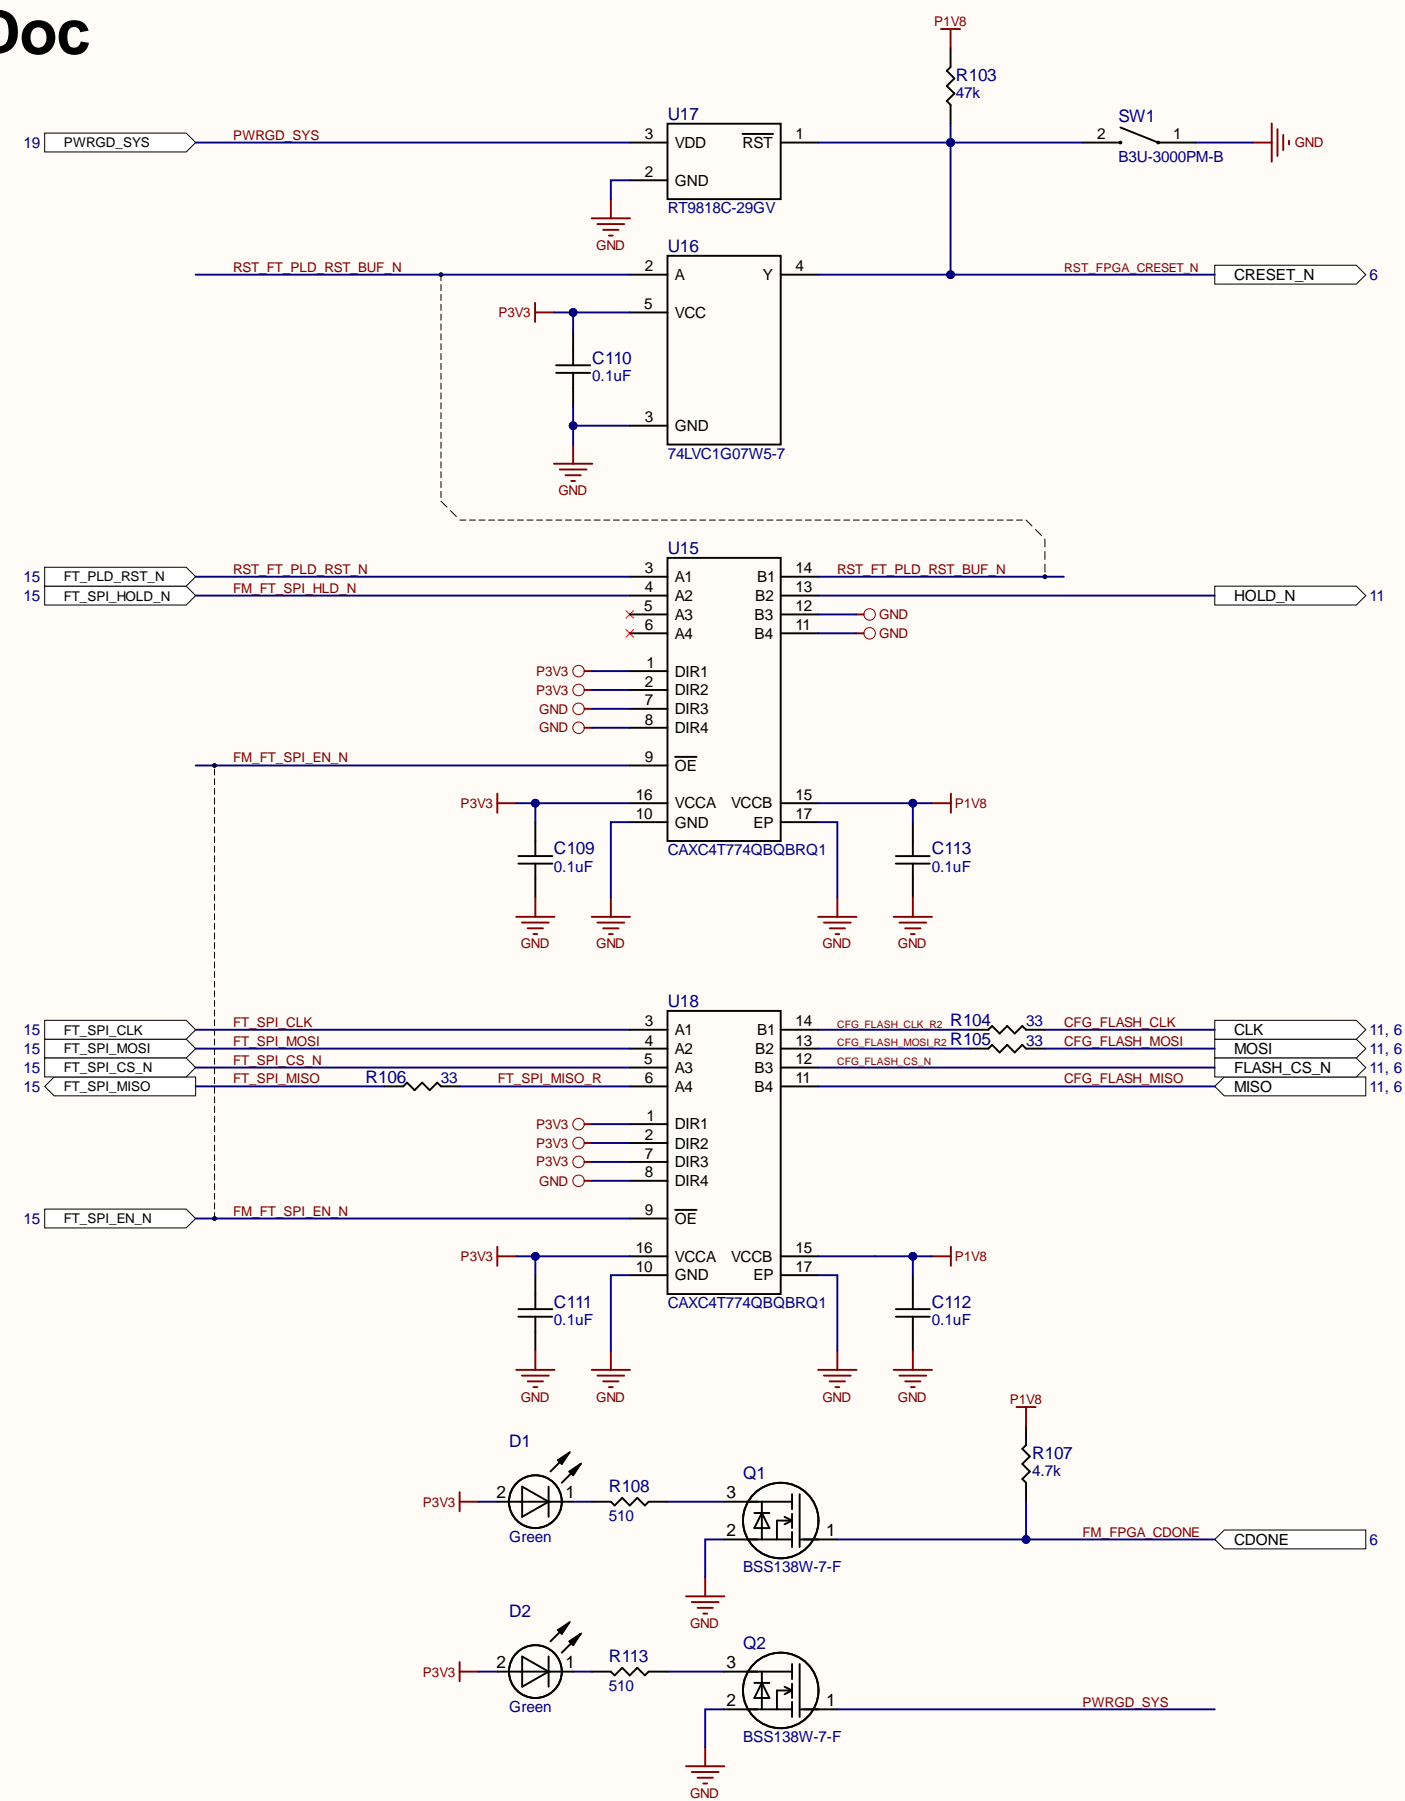 Doc
P1V8
R103
47k
U17
SW1
19 PWRGD_SYS PWRGD_SYS 3 VDD RST 1 2 1 GND
B3U-3000PM-B
2 GND
RT9818C-29GV
GND
U16
RST_FT_PLD_RST_BUF_N 2 A Y 4 RST_FPGA_CRESET_N CRESET_N 6
P3V3 5 VCC
C110
0.1uF
3 GND
74LVC1G07W5-7
GND
U15
15 FT_PLD_RST_N RST_FT_PLD_RST_N 3 A1 B1 14 RST_FT_PLD_RST_BUF_N
15 FT_SPI_HOLD_N FM_FT_SPI_HLD_N 4 A2 B2 13 HOLD_N 11
5 A3 B3 12 GND
6 A4 B4 11 GND
P3V3 1 DIR1
P3V3 2 DIR2
GND 7 DIR3
GND 8 DIR4
FM_FT_SPI_EN_N 9 OE
P3V3 16 VCCA VCCB 15 P1V8
10 GND EP 17
C109 CAXC4T774QBQBRQ1 C113
0.1uF 0.1uF
GND GND GND GND
U18
15 FT_SPI_CLK FT_SPI_CLK 3 A1 B1 14 CFG_FLASH_CLK_R2 R104 33 CFG_FLASH_CLK CLK 11, 6
15 FT_SPI_MOSI FT_SPI_MOSI 4 A2 B2 13 CFG_FLASH_MOSI_R2 R105 33 CFG_FLASH_MOSI MOSI 11, 6
15 FT_SPI_CS_N FT_SPI_CS_N 5 A3 B3 12 CFG_FLASH_CS_N FLASH_CS_N 11, 6
15 FT_SPI_MISO FT_SPI_MISO R106 33 FT_SPI_MISO_R 6 A4 B4 11 CFG_FLASH_MISO MISO 11, 6
P3V3 1 DIR1
P3V3 2 DIR2
P3V3 7 DIR3
GND 8 DIR4
15 FT_SPI_EN_N FM_FT_SPI_EN_N 9 OE
P3V3 16 VCCA VCCB 15 P1V8
10 GND EP 17
C111 CAXC4T774QBQBRQ1 C112
0.1uF 0.1uF
GND GND GND GND
P1V8
D1
R107
4.7k
Q1
R108
P3V3 2 1 3
510
Green
2 1 FM_FPGA_CDONE CDONE 6
BSS138W-7-F
GND
D2
Q2
R113
P3V3 2 1 3
510
Green
2 1 PWRGD_SYS
BSS138W-7-F
GND